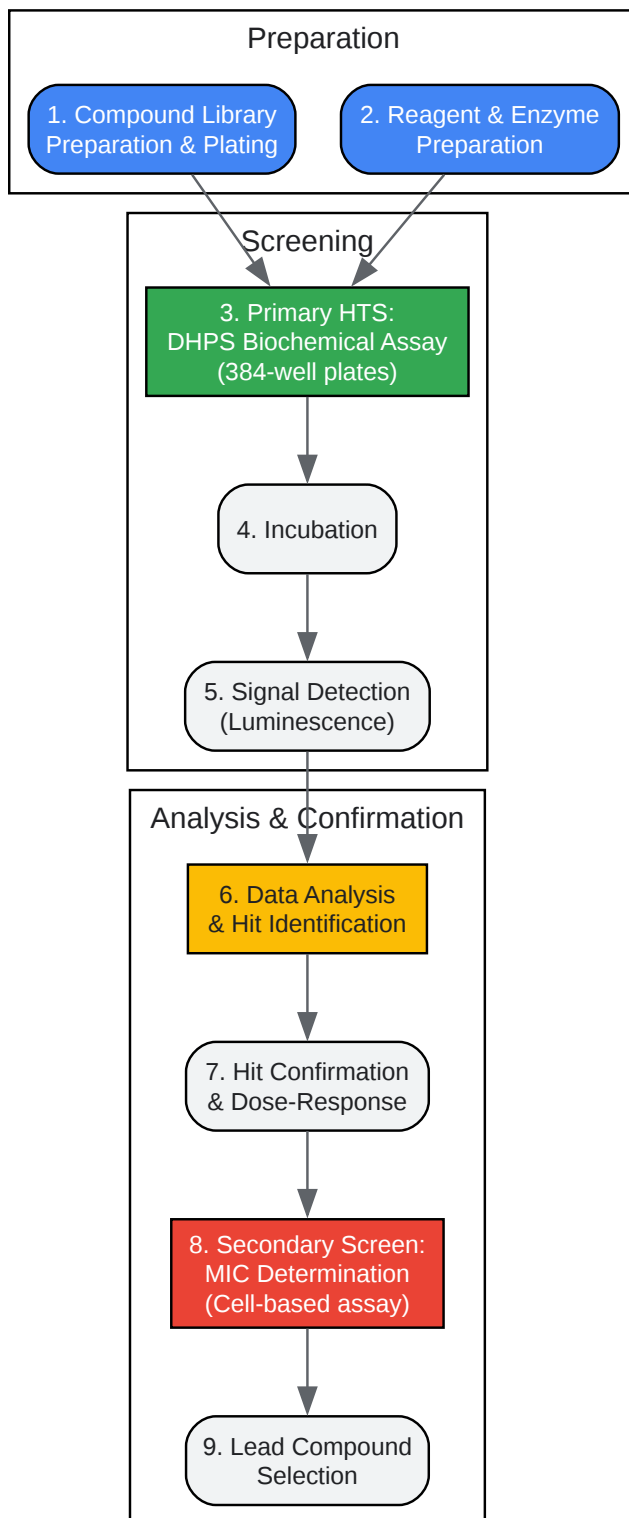 Preparation
1. Compound Library
Preparation & Plating
2. Reagent & Enzyme
Preparation
Screening
3. Primary HTS:
DHPS Biochemical Assay
(384-well plates)
4. Incubation
5. Signal Detection
(Luminescence)
Analysis & Confirmation
6. Data Analysis
& Hit Identification
7. Hit Confirmation
& Dose-Response
8. Secondary Screen:
MIC Determination
(Cell-based assay)
9. Lead Compound
Selection